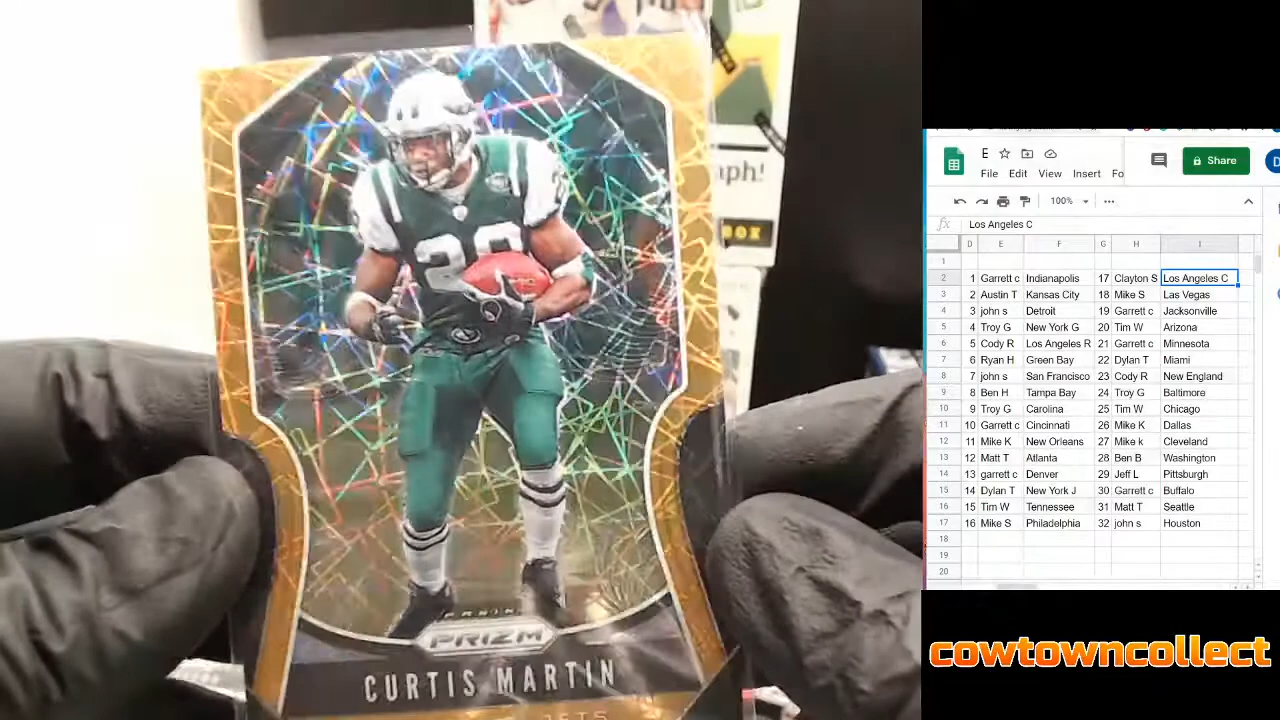 aph!
BOX
28
PANINI
PRIZM
CURTIS MARTIN
JETS
E
File Edit View Insert Fo
Share
D
100%
fx Los Angeles C
D E F G H I
1
2 1 Garrett c Indianapolis 17 Clayton S Los Angeles C
3 2 Austin T Kansas City 18 Mike S Las Vegas
4 3 john s Detroit 19 Garrett c Jacksonville
5 4 Troy G New York G 20 Tim W Arizona
6 5 Cody R Los Angeles R 21 Garrett c Minnesota
7 6 Ryan H Green Bay 22 Dylan T Miami
8 7 john s San Francisco 23 Cody R New England
9 8 Ben H Tampa Bay 24 Troy G Baltimore
10 9 Troy G Carolina 25 Tim W Chicago
11 10 Garrett c Cincinnati 26 Mike K Dallas
12 11 Mike K New Orleans 27 Mike k Cleveland
13 12 Matt T Atlanta 28 Ben B Washington
14 13 garrett c Denver 29 Jeff L Pittsburgh
15 14 Dylan T New York J 30 Garrett c Buffalo
16 15 Tim W Tennessee 31 Matt T Seattle
17 16 Mike S Philadelphia 32 john s Houston
18
19
20
cowtowncollect